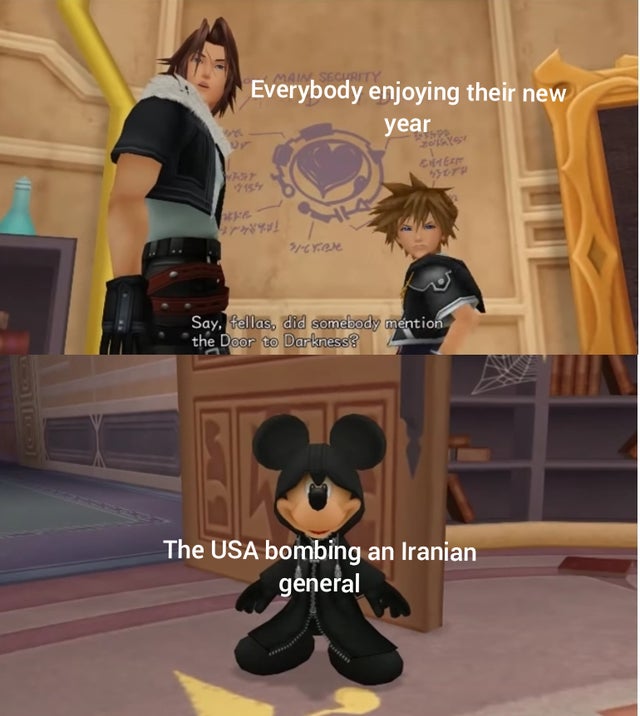 MAIN SECURITY
Everybody enjoying their new
year
Say, fellas, did somebody mention
the Door to Darkness?
The USA bombing an Iranian
general